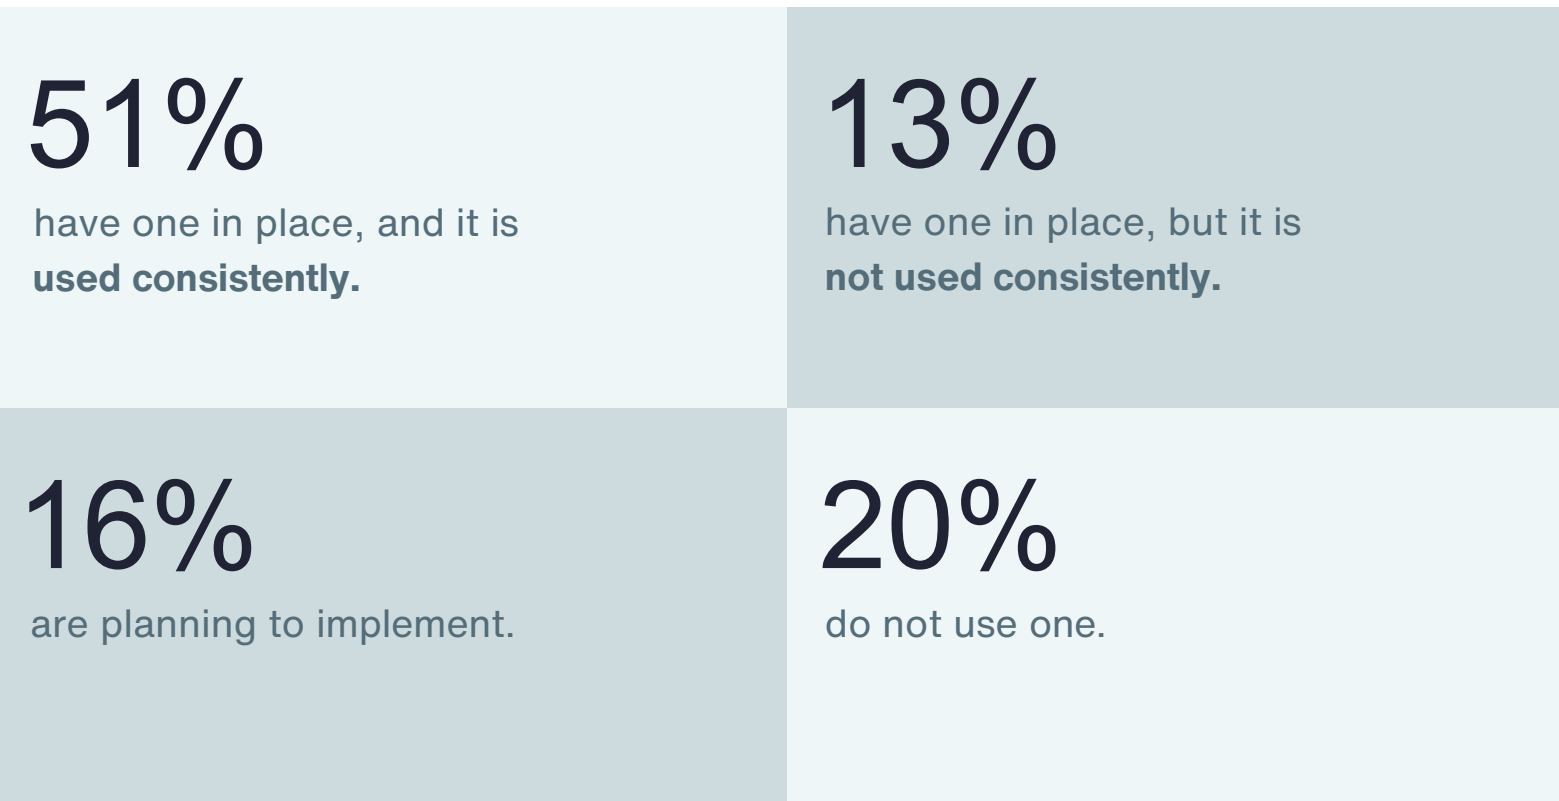 51%
have one in place, and it is
used consistently.
13%
have one in place, but it is
not used consistently.
16%
are planning to implement.
20%
do not use one.